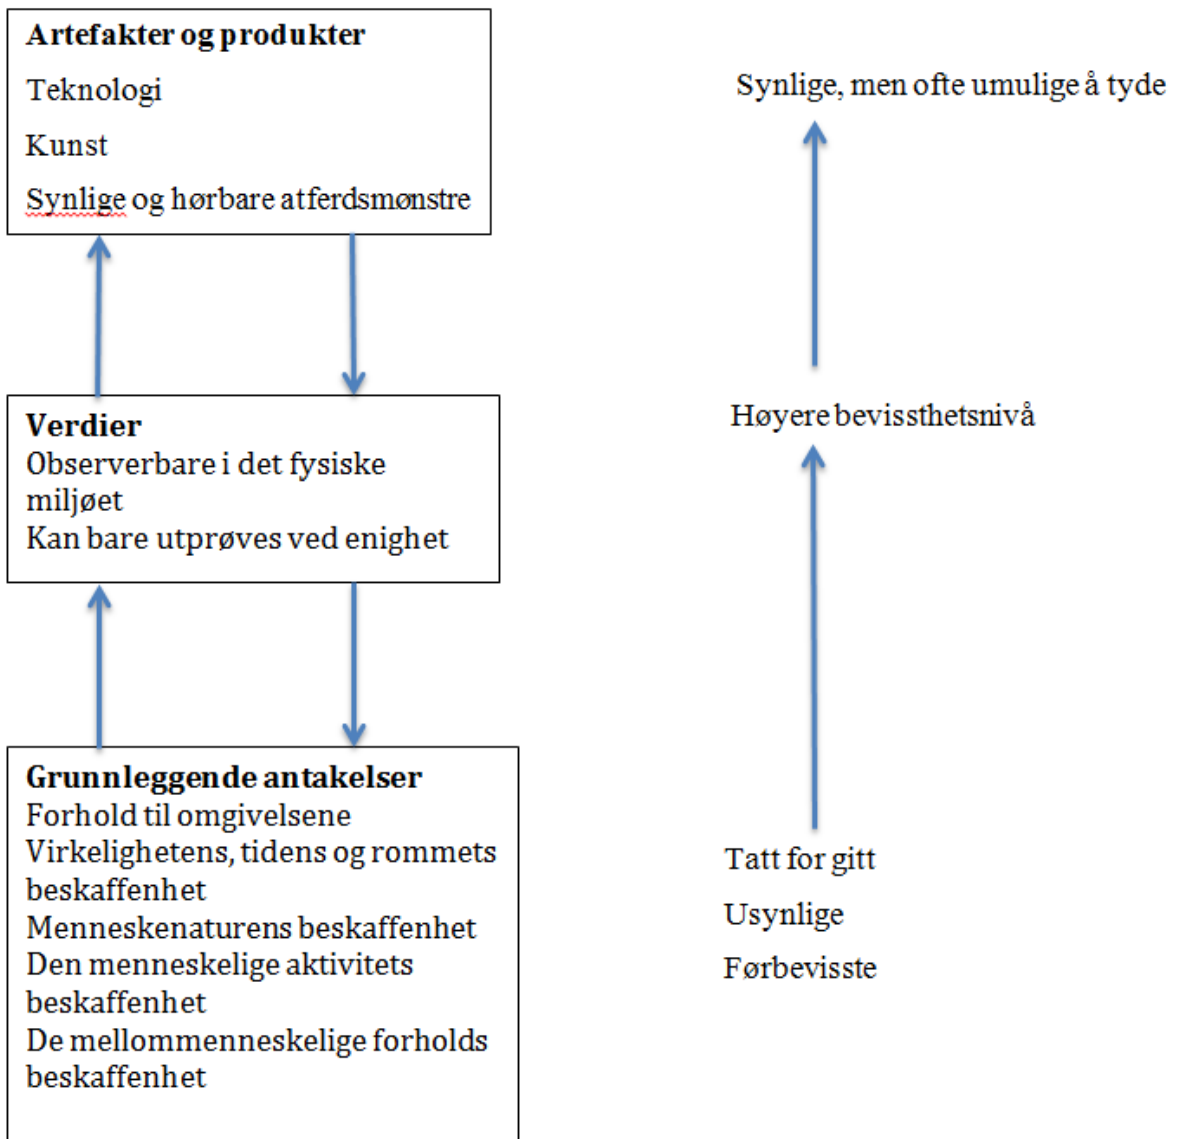 Artefakter og produkter
Teknologi
Kunst
Synlige og hørbare atferdsmønstre
Synlige, men ofte umulige å tyde
Verdier
Observerbare i det fysiske
miljøet
Kan bare utprøves ved enighet
Høyere bevissthetsnivå
Grunnleggende antakelser
Forhold til omgivelsene
Virkelighetens, tidens og rommets
beskaffenhet
Menneskenaturens beskaffenhet
Den menneskelige aktivitets
beskaffenhet
De mellommenneskelige forholds
beskaffenhet
Tatt for gitt
Usynlige
Førbevisste